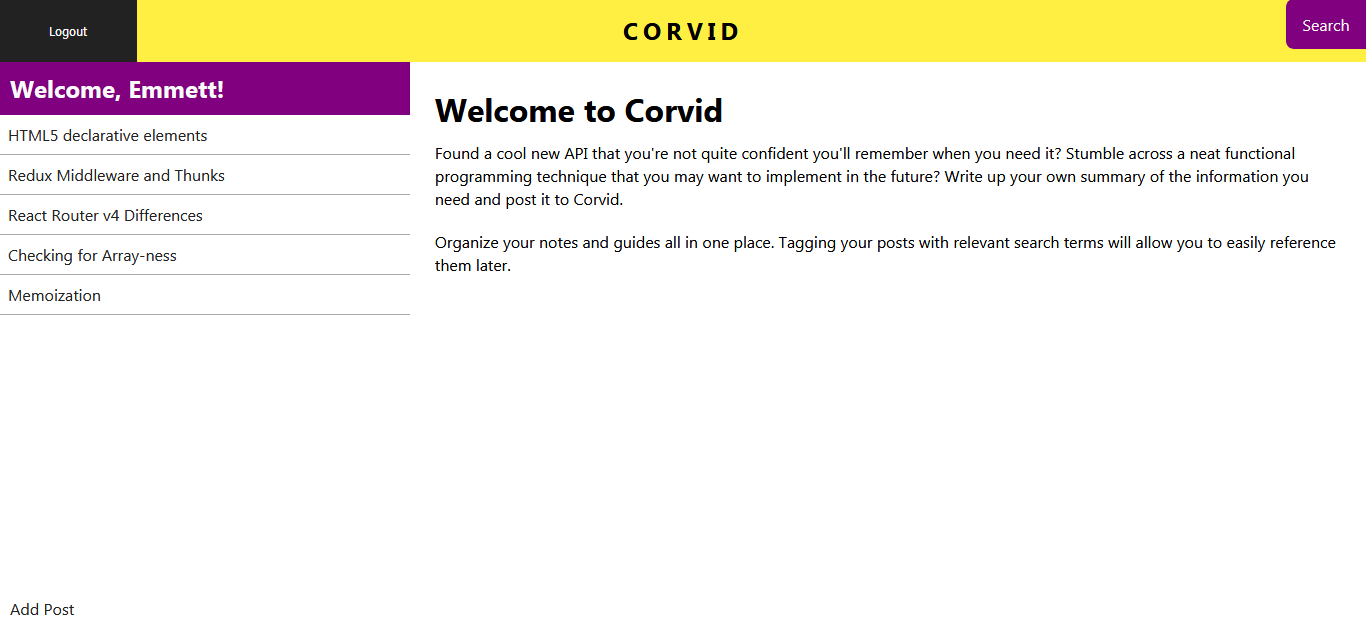 Logout
CORVID
Search
Welcome, Emmett!
HTML5 declarative elements
Redux Middleware and Thunks
React Router v4 Differences
Checking for Array-ness
Memoization
Add Post
Welcome to Corvid
Found a cool new API that you're not quite confident you'll remember when you need it? Stumble across a neat functional
programming technique that you may want to implement in the future? Write up your own summary of the information you
need and post it to Corvid.
Organize your notes and guides all in one place. Tagging your posts with relevant search terms will allow you to easily reference
them later.